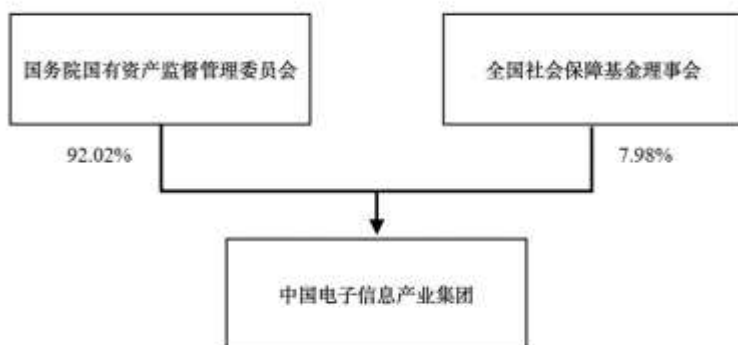 国务院国有资产监督管理委员会
全国社会保障基金理事会
92.02%
7.98%
中国电子信息产业集团